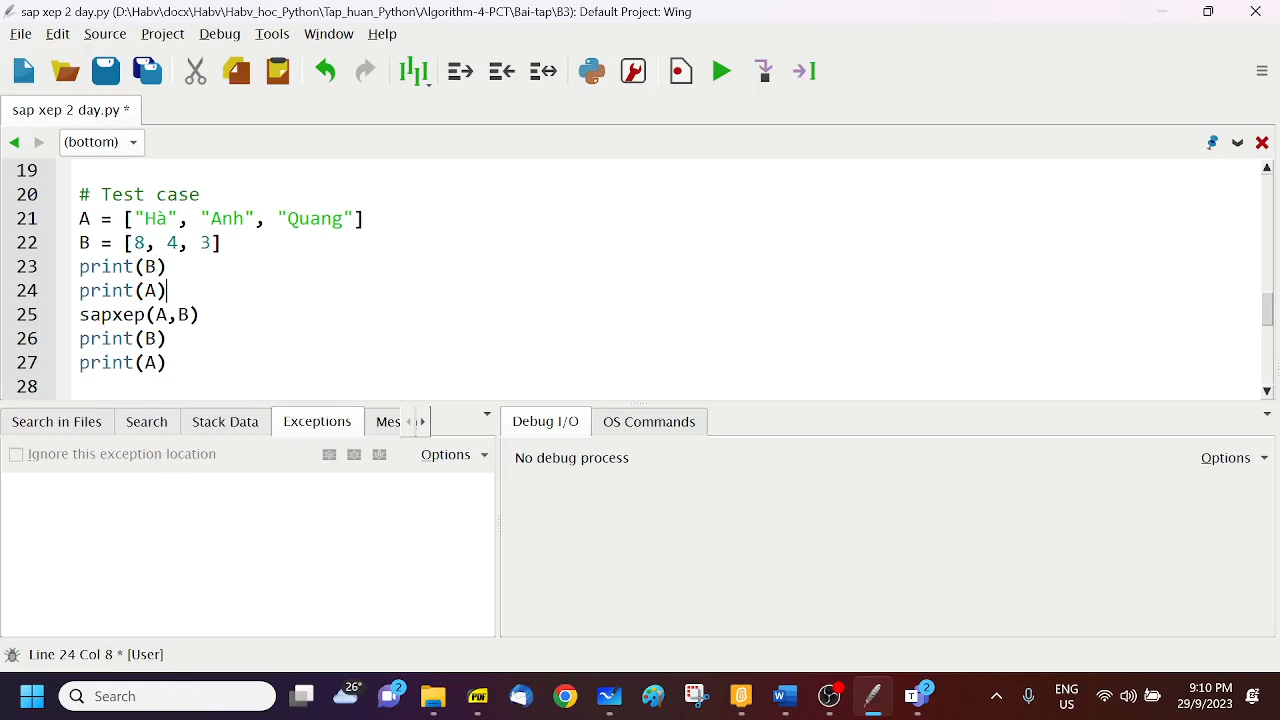 sap xep 2 day.py (D:\Habv\docx\Habv\Habv_hoc_Python\Tap_huan_Python\Algorithm-4-PCT\Bai-tap\B3): Default Project: Wing
File Edit Source Project Debug Tools Window Help
sap xep 2 day.py *
(bottom)
19
20 # Test case
21 A = ["Hà", "Anh", "Quang"]
22 B = [8, 4, 3]
23 print(B)
24 print(A)
25 sapxep(A,B)
26 print(B)
27 print(A)
28
Search in Files Search Stack Data Exceptions Mes
Debug I/O OS Commands
Ignore this exception location Options
No debug process Options
Line 24 Col 8 * [User]
Search
26°
2
PDF
2
ENG
US
9:10 PM
29/9/2023